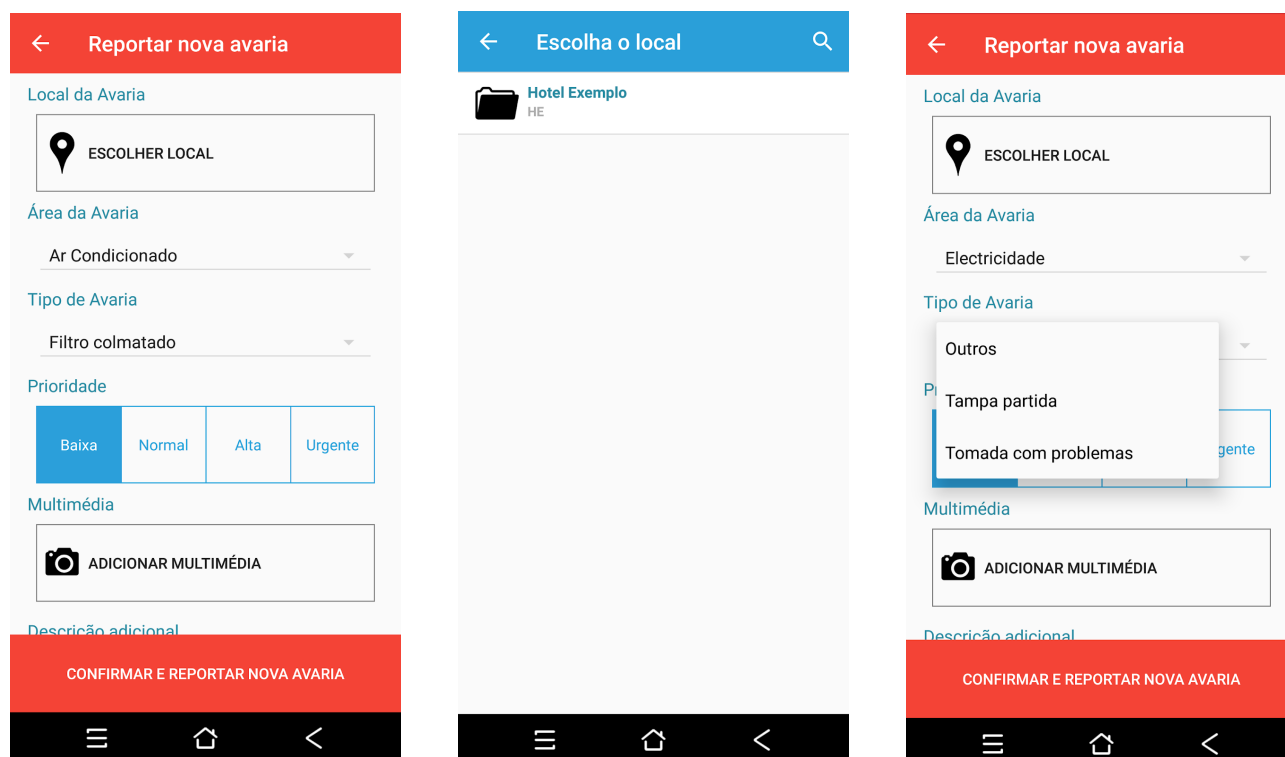 Reportar nova avaria
Local da Avaria
ESCOLHER LOCAL
Área da Avaria
Ar Condicionado
Tipo de Avaria
Filtro colmatado
Prioridade
Baixa Normal Alta Urgente
Multimédia
ADICIONAR MULTIMÉDIA
Descrição adicional
CONFIRMAR E REPORTAR NOVA AVARIA
Escolha o local
Hotel Exemplo
HE
Reportar nova avaria
Local da Avaria
ESCOLHER LOCAL
Área da Avaria
Electricidade
Tipo de Avaria
Outros
Tampa partida
Tomada com problemas
Multimédia
ADICIONAR MULTIMÉDIA
Descrição adicional
CONFIRMAR E REPORTAR NOVA AVARIA